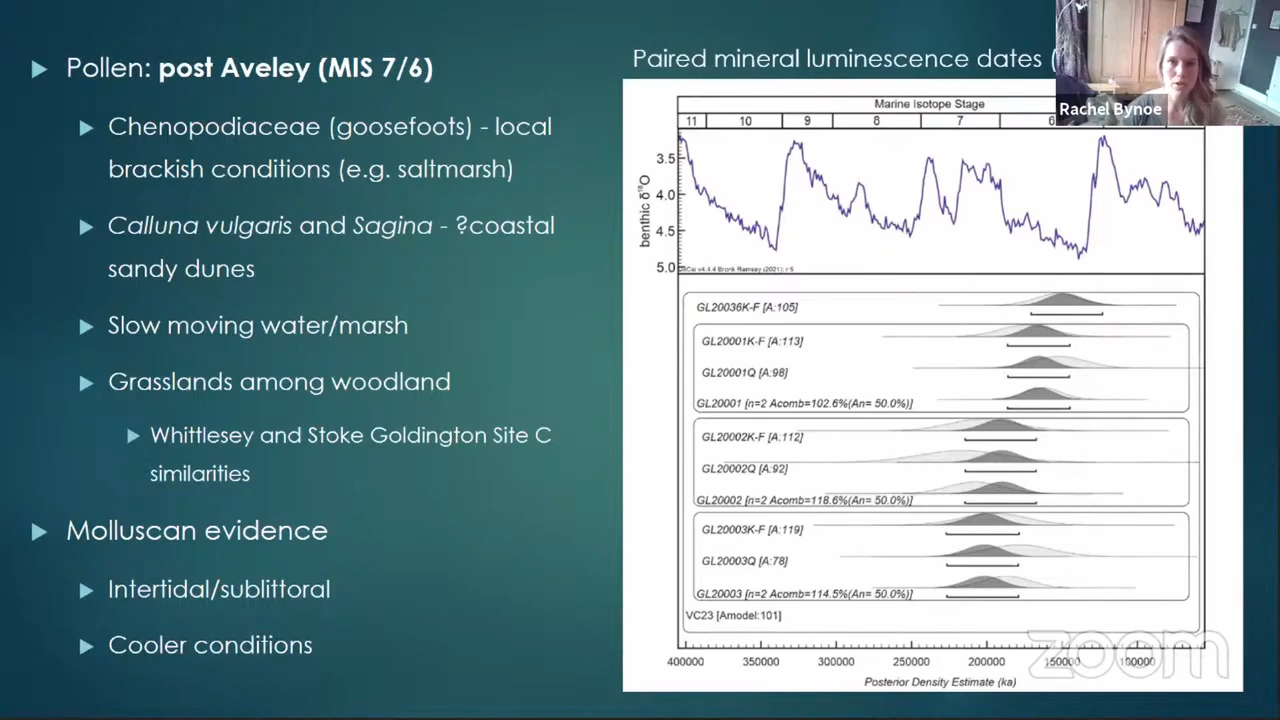 Pollen: post Aveley (MIS 7/6)
Chenopodiaceae (goosefoots) - local
brackish conditions (e.g. saltmarsh)
Calluna vulgaris and Sagina - ?coastal
sandy dunes
Slow moving water/marsh
Grasslands among woodland
Whittlesey and Stoke Goldington Site C
similarities
Molluscan evidence
Intertidal/sublittoral
Cooler conditions
Paired mineral luminescence dates (
Rachel Bynoe
Marine Isotope Stage
11 10 9 8 7 6
benthic δ18O
3.5
4.0
4.5
5.0
OxCal v4.4.4 Bronk Ramsey (2021); r:5
GL20036K-F [A:105]
GL20001K-F [A:113]
GL20001Q [A:98]
GL20001 [n=2 Acomb=102.6%(An= 50.0%)]
GL20002K-F [A:112]
GL20002Q [A:92]
GL20002 [n=2 Acomb=118.6%(An= 50.0%)]
GL20003K-F [A:119]
GL20003Q [A:78]
GL20003 [n=2 Acomb=114.5%(An= 50.0%)]
VC23 [Amodel:101]
400000 350000 300000 250000 200000 150000 100000
Posterior Density Estimate (ka)
zoom